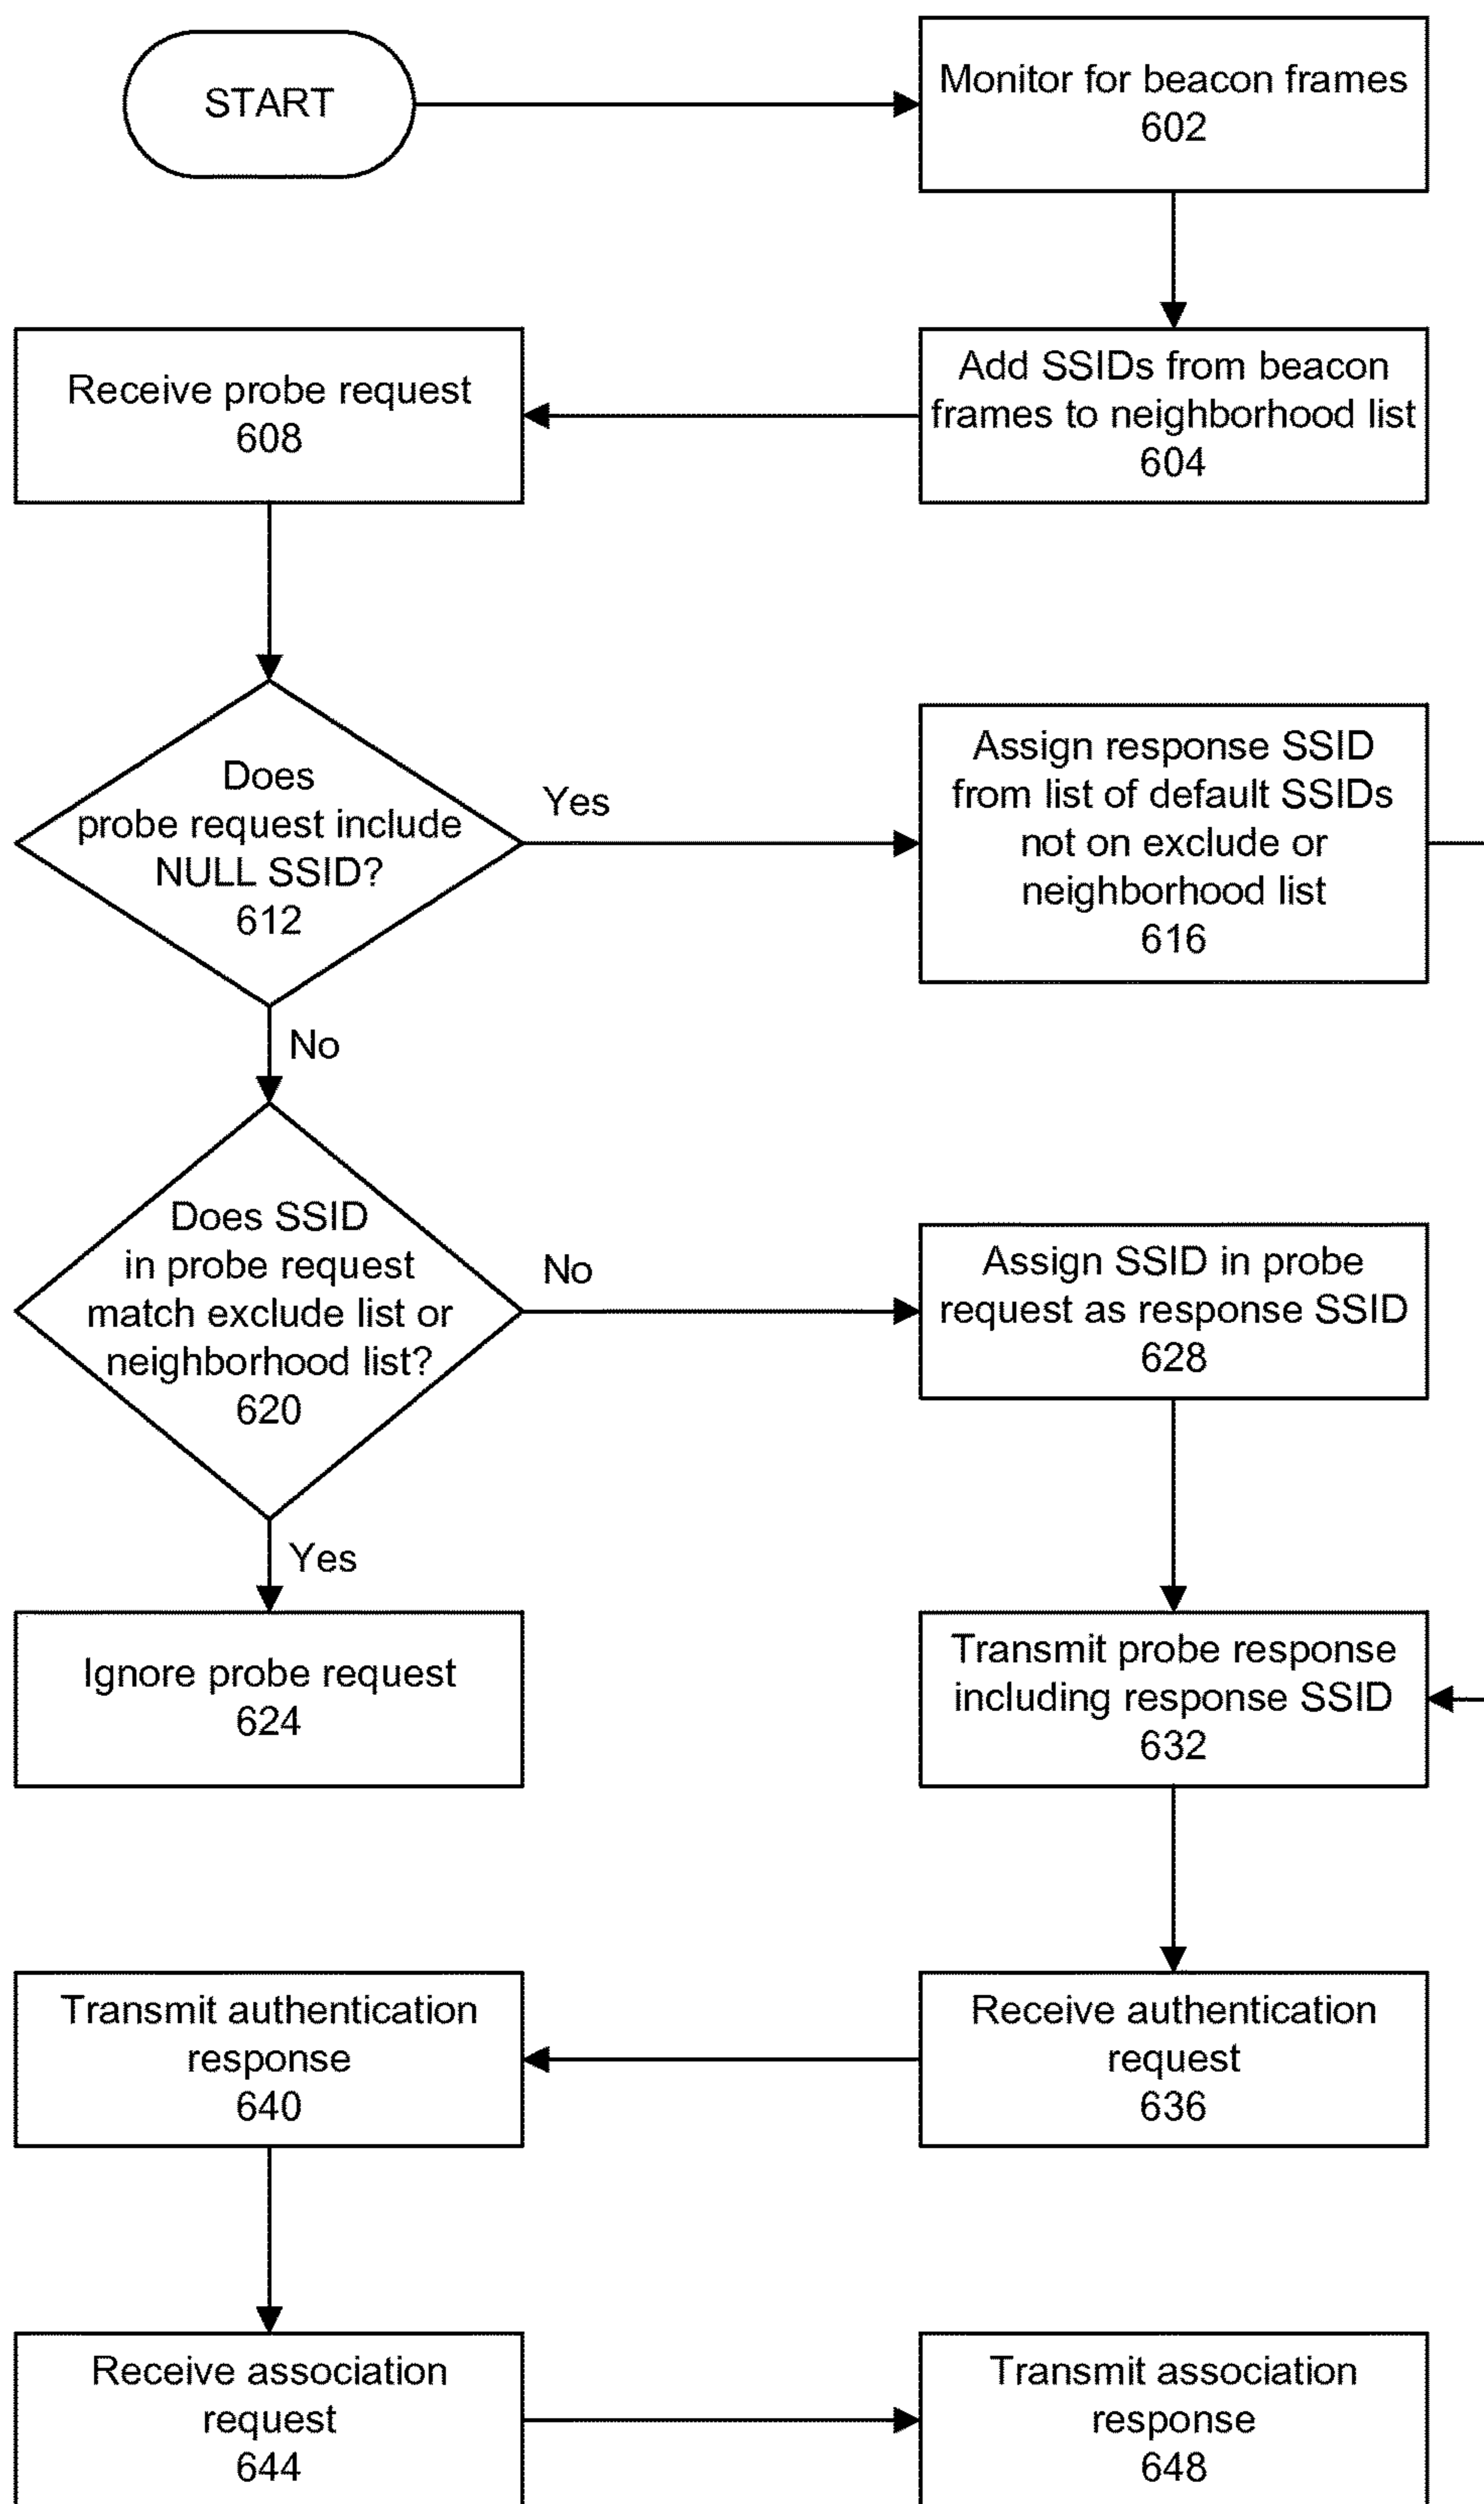 START
Monitor for beacon frames
602
Add SSIDs from beacon
frames to neighborhood list
604
Receive probe request
608
Does
probe request include
NULL SSID?
612
Yes
Assign response SSID
from list of default SSIDs
not on exclude or
neighborhood list
616
No
Does SSID
in probe request
match exclude list or
neighborhood list?
620
No
Assign SSID in probe
request as response SSID
628
Yes
Ignore probe request
624
Transmit probe response
including response SSID
632
Receive authentication
request
636
Transmit authentication
response
640
Receive association
request
644
Transmit association
response
648